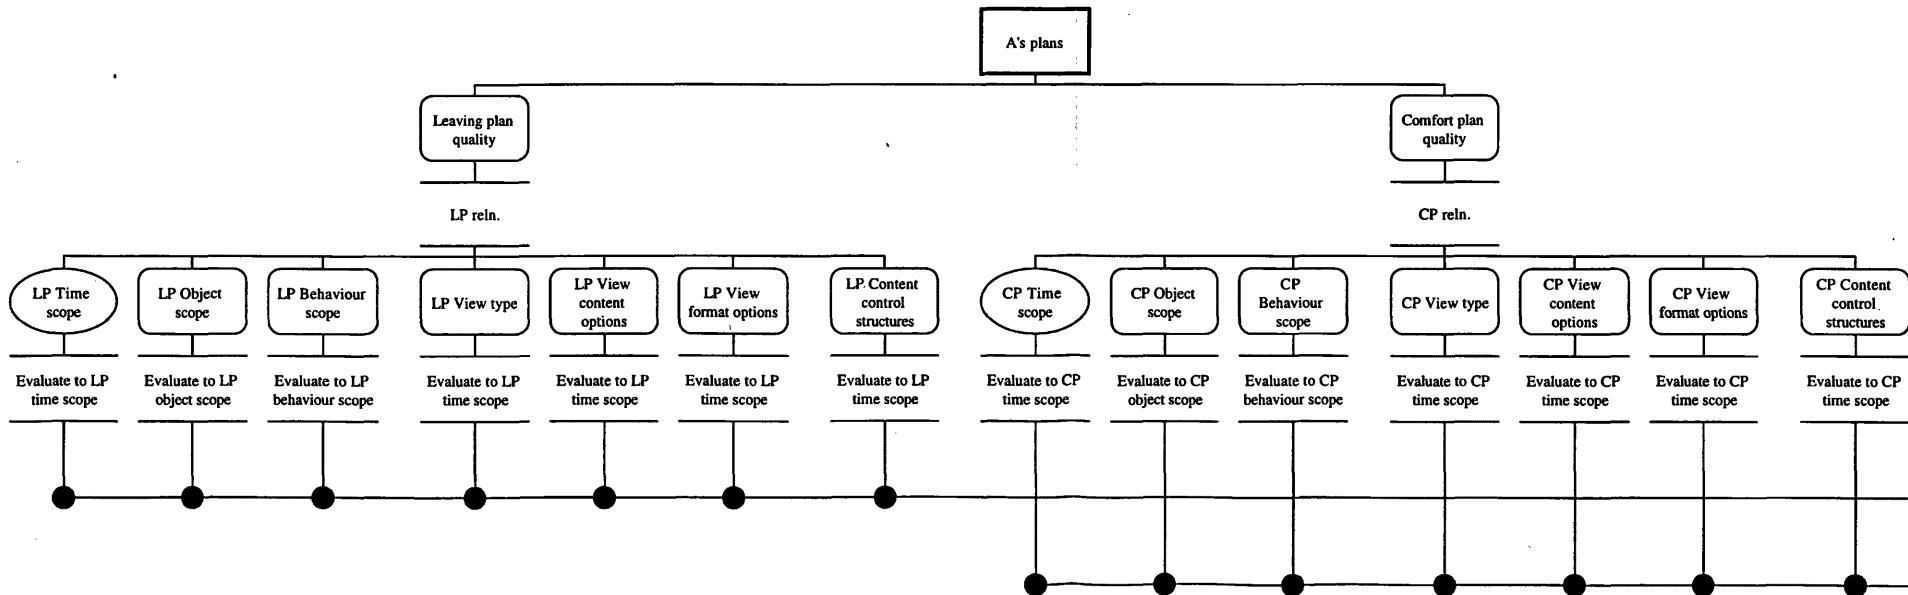 A's plans
Leaving plan
quality
Comfort plan
quality
LP reln.
CP reln.
LP Time
scope
LP Object
scope
LP Behaviour
scope
LP View type
LP View
content
options
LP View
format options
LP. Content
control
structures
CP Time
scope
CP Object
scope
CP
Behaviour
scope
CP View type
CP View
content
options
CP View
format options
CP Content
control
structures
Evaluate to LP
time scope
Evaluate to LP
object scope
Evaluate to LP
behaviour scope
Evaluate to LP
time scope
Evaluate to LP
time scope
Evaluate to LP
time scope
Evaluate to LP
time scope
Evaluate to CP
time scope
Evaluate to CP
object scope
Evaluate to CP
behaviour scope
Evaluate to CP
time scope
Evaluate to CP
time scope
Evaluate to CP
time scope
Evaluate to CP
time scope